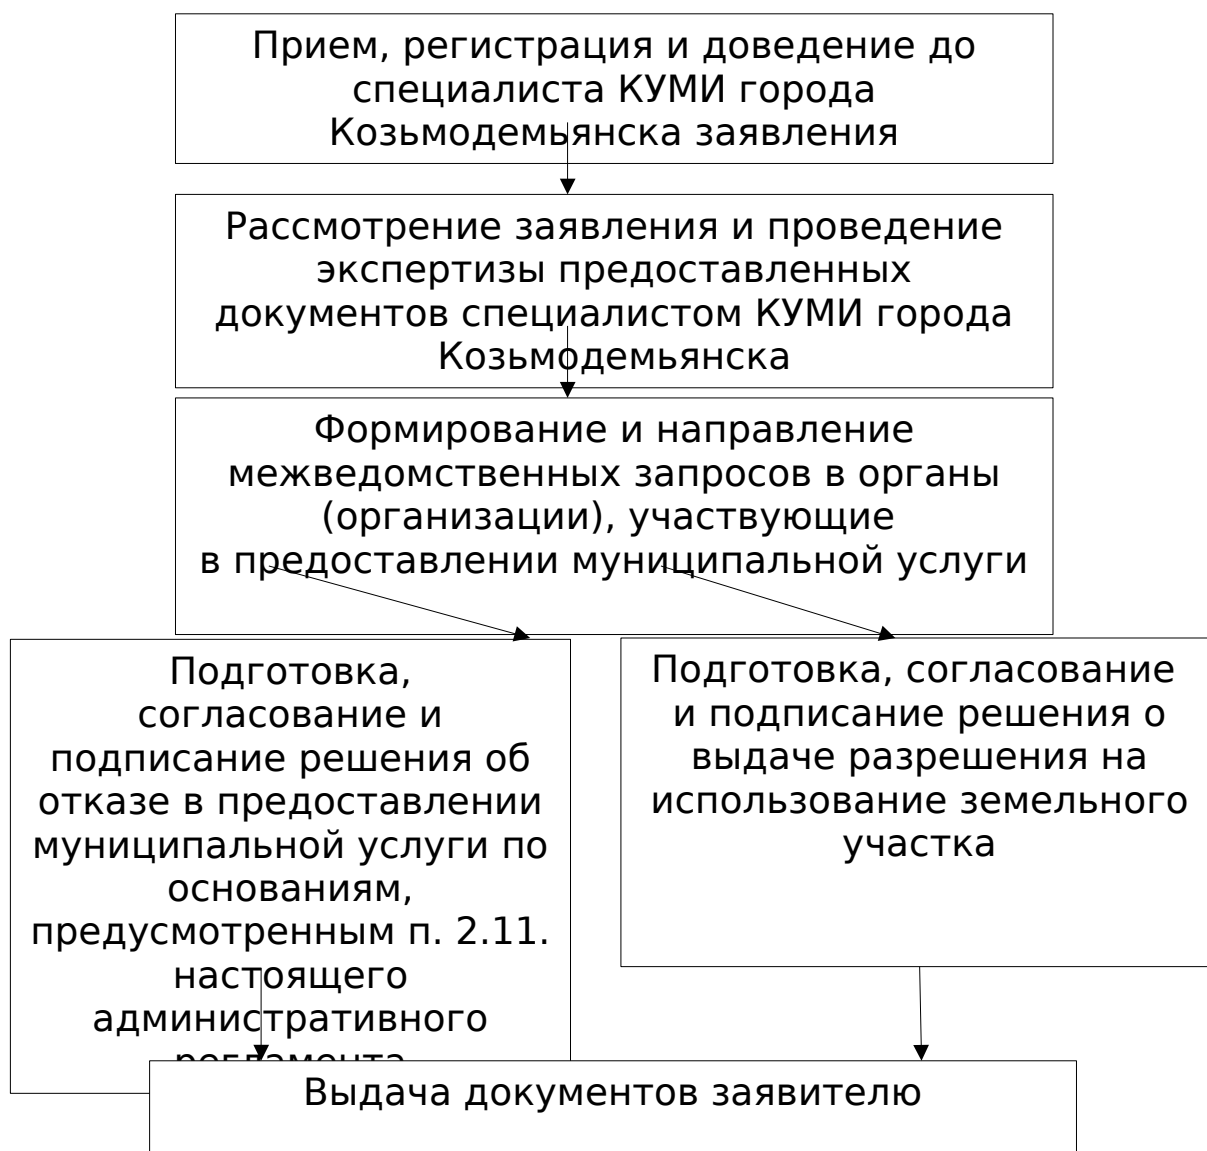 Прием, регистрация и доведение до
специалиста КУМИ города
Козьмодемьянска заявления
Рассмотрение заявления и проведение
экспертизы предоставленных
документов специалистом КУМИ города
Козьмодемьянска
Формирование и направление
межведомственных запросов в органы
(организации), участвующие
в предоставлении муниципальной услуги
Подготовка,
согласование и
подписание решения об
отказе в предоставлении
муниципальной услуги по
основаниям,
предусмотренным п. 2.11.
настоящего
административного
регламента
Подготовка, согласование
и подписание решения о
выдаче разрешения на
использование земельного
участка
Выдача документов заявителю